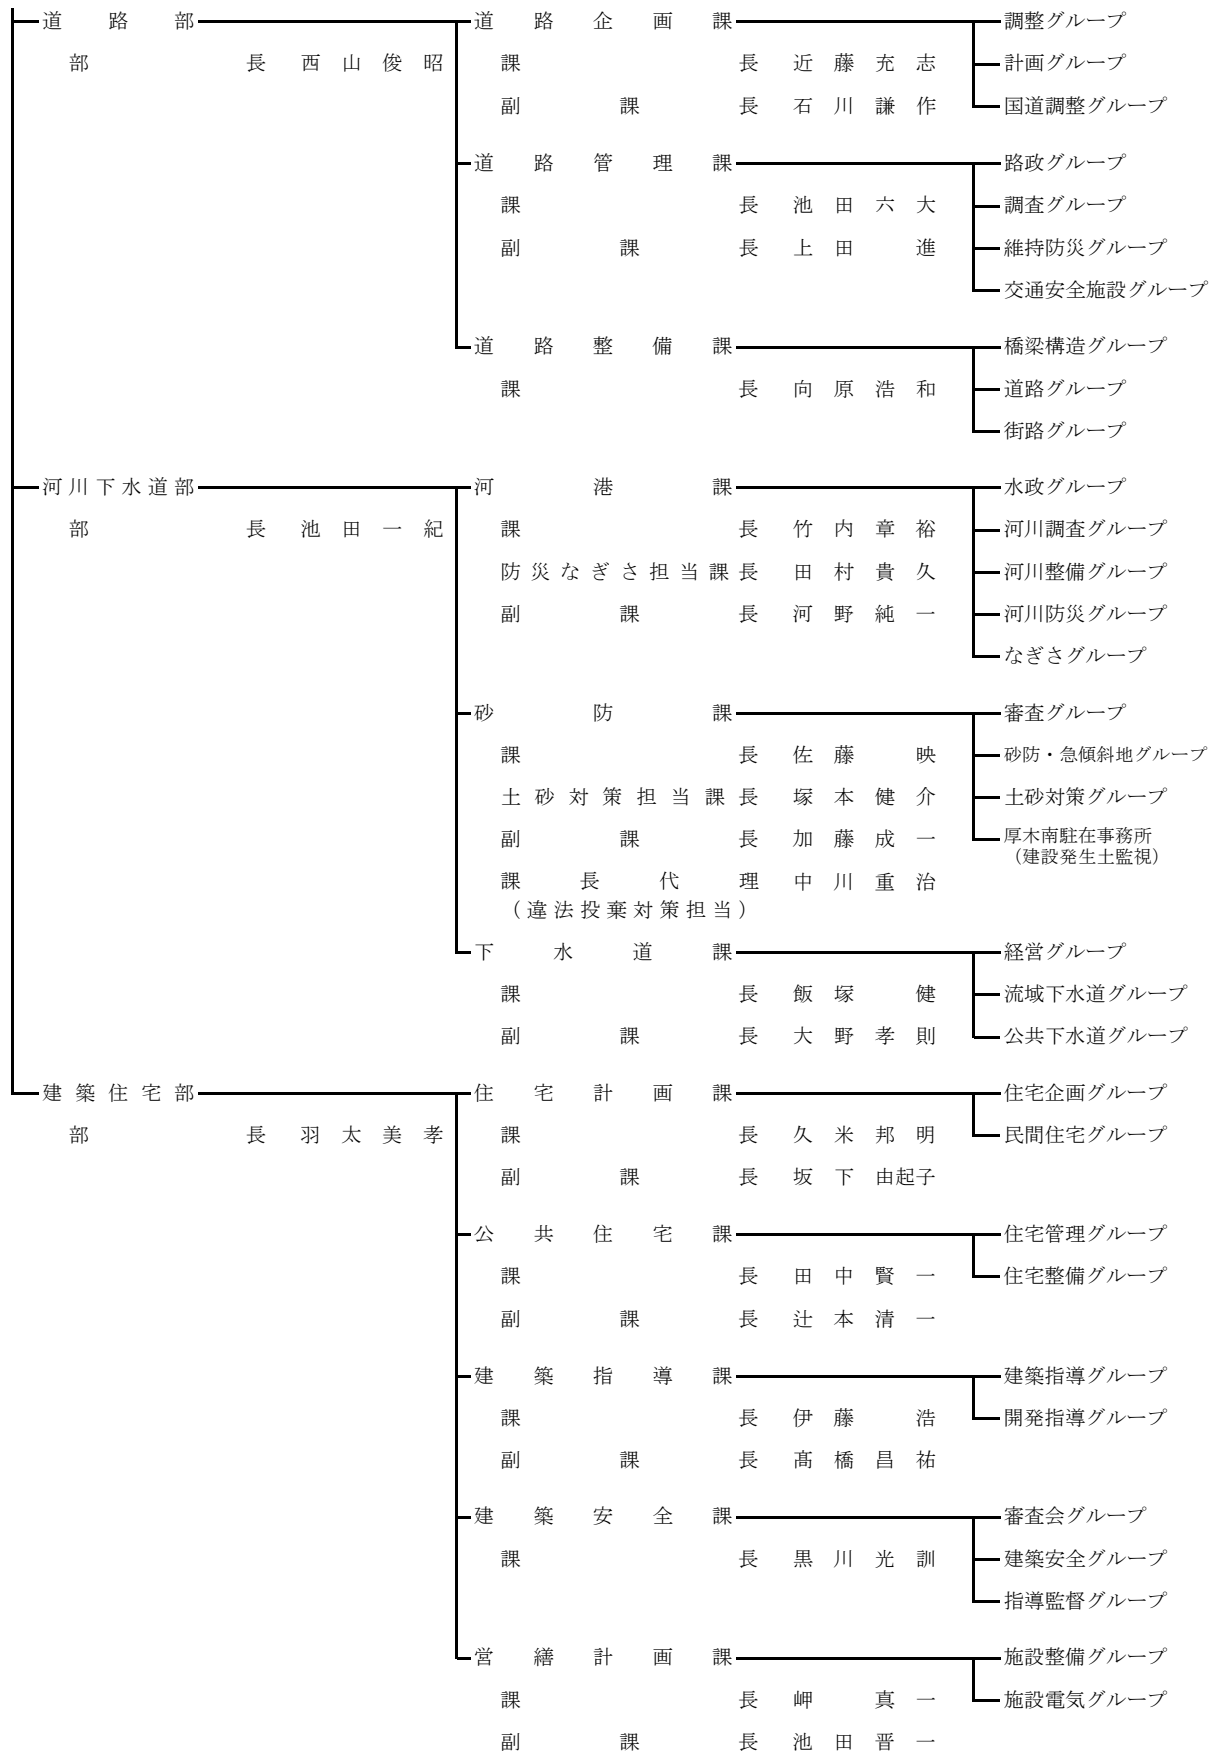 道路部 道路企画課 調整グループ
部長 西山俊昭 課長 近藤充志 計画グループ
副課長 石川謙作 国道調整グループ
道路管理課 路政グループ
課長 池田六大 調査グループ
副課長 上田進 維持防災グループ
交通安全施設グループ
道路整備課 橋梁構造グループ
課長 向原浩和 道路グループ
街路グループ
河川下水道部 河港課 水政グループ
部長 池田一紀 課長 竹内章裕 河川調査グループ
防災なぎさ担当課長 田村貴久 河川整備グループ
副課長 河野純一 河川防災グループ
なぎさグループ
砂防課 審査グループ
課長 佐藤映 砂防・急傾斜地グループ
土砂対策担当課長 塚本健介 土砂対策グループ
副課長 加藤成一 厚木南駐在事務所
（建設発生土監視）
課長代理 中川重治
（違法投棄対策担当）
下水道課 経営グループ
課長 飯塚健 流域下水道グループ
副課長 大野孝則 公共下水道グループ
建築住宅部 住宅計画課 住宅企画グループ
部長 羽太美孝 課長 久米邦明 民間住宅グループ
副課長 坂下由起子
公共住宅課 住宅管理グループ
課長 田中賢一 住宅整備グループ
副課長 辻本清一
建築指導課 建築指導グループ
課長 伊藤浩 開発指導グループ
副課長 髙橋昌祐
建築安全課 審査会グループ
課長 黒川光訓 建築安全グループ
指導監督グループ
営繕計画課 施設整備グループ
課長 岬真一 施設電気グループ
副課長 池田晋一